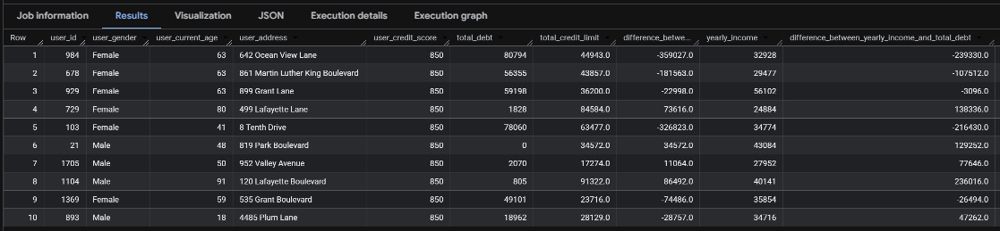 Job information Results Visualization JSON Execution details Execution graph
Row user_id user_gender user_current_age user_address user_credit_score total_debt total_credit_limit difference_betwe... yearly_income difference_between_yearly_income_and_total_debt
1 984 Female 63 642 Ocean View Lane 850 80794 44943.0 -359027.0 32928 -239330.0
2 678 Female 63 861 Martin Luther King Boulevard 850 56355 43857.0 -181563.0 29477 -107512.0
3 929 Female 63 899 Grant Lane 850 59198 36200.0 -22998.0 56102 -3096.0
4 729 Female 80 499 Lafayette Lane 850 1828 84584.0 73616.0 24884 138336.0
5 103 Female 41 8 Tenth Drive 850 78060 63477.0 -326823.0 34774 -216430.0
6 21 Male 48 819 Park Boulevard 850 0 34572.0 34572.0 43084 129252.0
7 1705 Male 50 952 Valley Avenue 850 2070 17274.0 11064.0 27952 77646.0
8 1104 Male 91 120 Lafayette Boulevard 850 805 91322.0 86492.0 40141 236016.0
9 1369 Female 59 535 Grant Boulevard 850 49101 23716.0 -74486.0 35854 -26494.0
10 893 Male 18 4485 Plum Lane 850 18962 28129.0 -28757.0 34716 47262.0